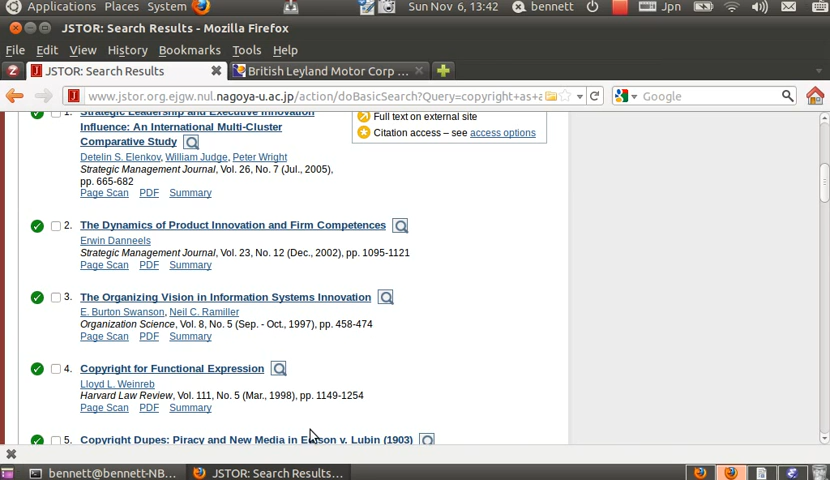 Applications Places System Sun Nov 6, 13:42 bennett Jpn
JSTOR: Search Results - Mozilla Firefox
File Edit View History Bookmarks Tools Help
JSTOR: Search Results British Leyland Motor Corp ...
www.jstor.org.ejgw.nul.nagoya-u.ac.jp/action/doBasicSearch?Query=copyright+as+a Google
1. Strategic Leadership and Executive Innovation
Influence: An International Multi-Cluster
Comparative Study
Detelin S. Elenkov, William Judge, Peter Wright
Strategic Management Journal, Vol. 26, No. 7 (Jul., 2005),
pp. 665-682
Page Scan PDF Summary
Full text on external site
Citation access – see access options
2. The Dynamics of Product Innovation and Firm Competences
Erwin Danneels
Strategic Management Journal, Vol. 23, No. 12 (Dec., 2002), pp. 1095-1121
Page Scan PDF Summary
3. The Organizing Vision in Information Systems Innovation
E. Burton Swanson, Neil C. Ramiller
Organization Science, Vol. 8, No. 5 (Sep. - Oct., 1997), pp. 458-474
Page Scan PDF Summary
4. Copyright for Functional Expression
Lloyd L. Weinreb
Harvard Law Review, Vol. 111, No. 5 (Mar., 1998), pp. 1149-1254
Page Scan PDF Summary
5. Copyright Dupes: Piracy and New Media in Edison v. Lubin (1903)
bennett@bennett-NB... JSTOR: Search Results...